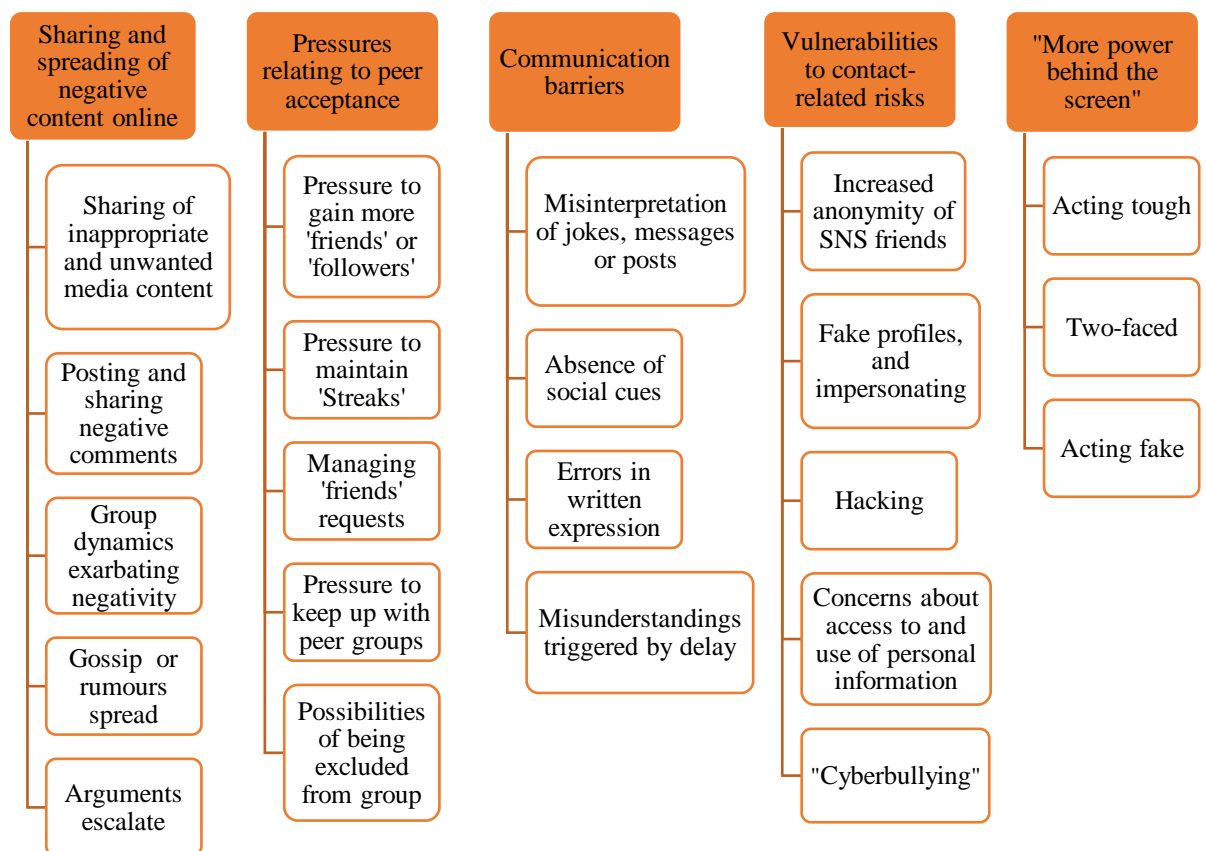 Sharing and
spreading of
negative
content online
Sharing of
inappropriate
and unwanted
media content
Posting and
sharing
negative
comments
Group
dynamics
exarbating
negativity
Gossip or
rumours
spread
Arguments
escalate
Pressures
relating to peer
acceptance
Pressure to
gain more
'friends' or
'followers'
Pressure to
maintain
'Streaks'
Managing
'friends'
requests
Pressure to
keep up with
peer groups
Possibilities
of being
excluded
from group
Communication
barriers
Misinterpretation
of jokes, messages
or posts
Absence of
social cues
Errors in
written
expression
Misunderstandings
triggered by delay
Vulnerabilities
to contact-
related risks
Increased
anonymity of
SNS friends
Fake profiles,
and
impersonating
Hacking
Concerns about
access to and
use of personal
information
"Cyberbullying"
"More power
behind the
screen"
Acting tough
Two-faced
Acting fake